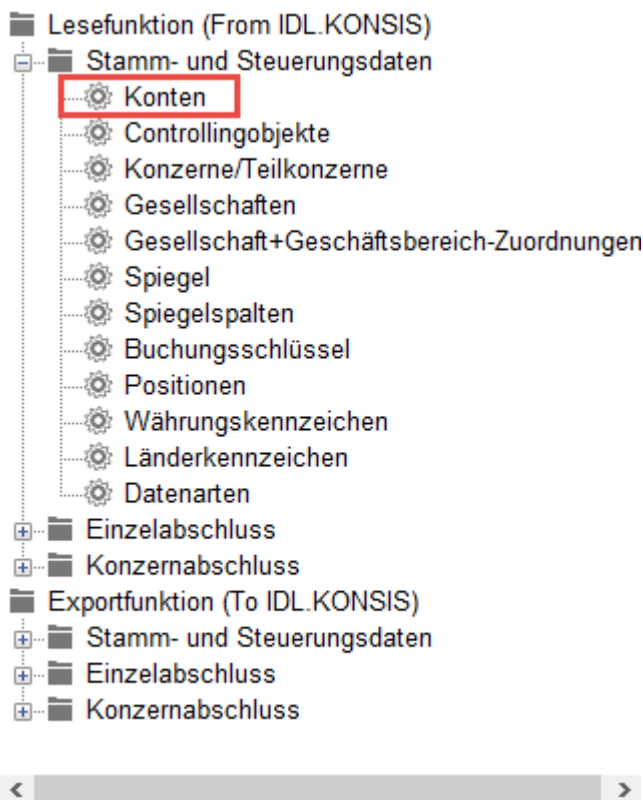 Lesefunktion (From IDL.KONSIS)
Stamm- und Steuerungsdaten
Konten
Controllingobjekte
Konzerne/Teilkonzerne
Gesellschaften
Gesellschaft+Geschäftsbereich-Zuordnungen
Spiegel
Spiegelspalten
Buchungsschlüssel
Positionen
Währungskennzeichen
Länderkennzeichen
Datenarten
Einzelabschluss
Konzernabschluss
Exportfunktion (To IDL.KONSIS)
Stamm- und Steuerungsdaten
Einzelabschluss
Konzernabschluss